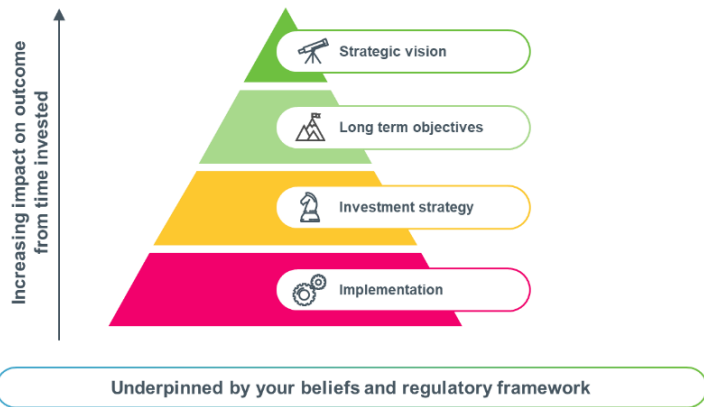 Increasing impact on outcome
from time invested
Strategic vision
Long term objectives
Investment strategy
Implementation
Underpinned by your beliefs and regulatory framework